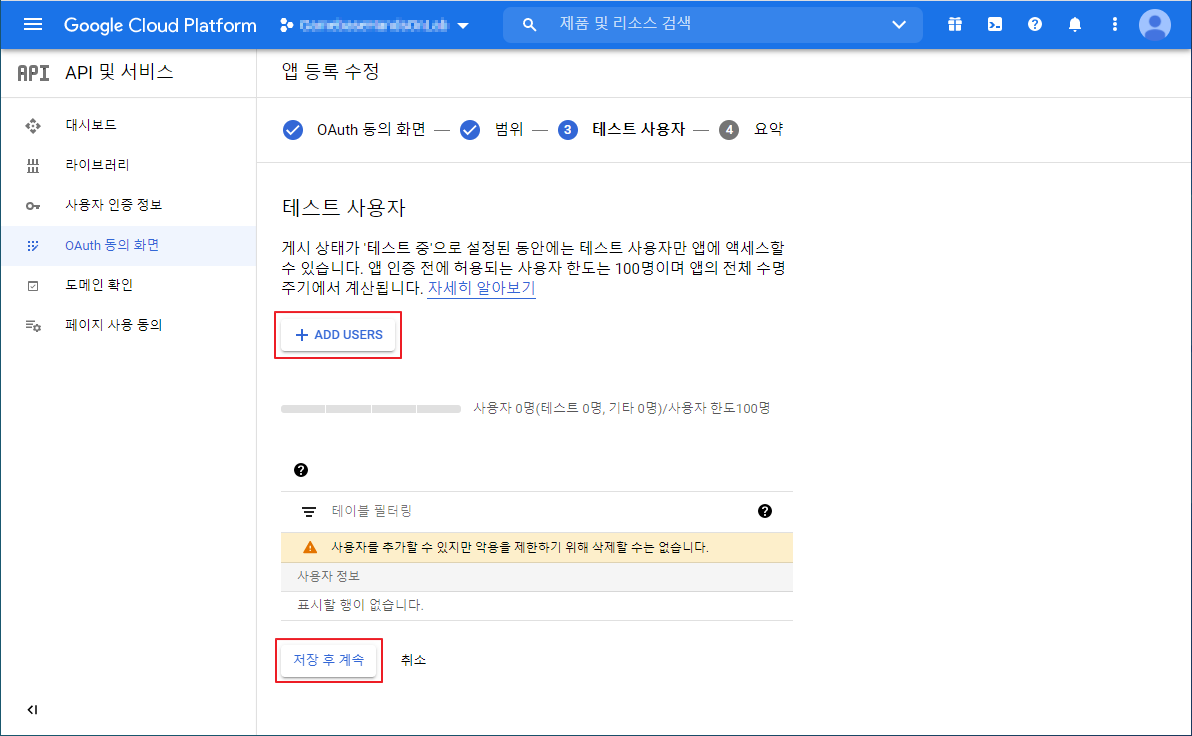 Google Cloud Platform
제품 및 리소스 검색
API API 및 서비스
앱 등록 수정
대시보드
라이브러리
사용자 인증 정보
OAuth 동의 화면
도메인 확인
페이지 사용 동의
OAuth 동의 화면 — 범위 — 3 테스트 사용자 — 4 요약
테스트 사용자
게시 상태가 '테스트 중'으로 설정된 동안에는 테스트 사용자만 앱에 액세스할
수 있습니다. 앱 인증 전에 허용되는 사용자 한도는 100명이며 앱의 전체 수명
주기에서 계산됩니다. 자세히 알아보기
+ ADD USERS
사용자 0명(테스트 0명, 기타 0명)/사용자 한도100명
테이블 필터링
사용자를 추가할 수 있지만 악용을 제한하기 위해 삭제할 수는 없습니다.
사용자 정보
표시할 행이 없습니다.
저장 후 계속 취소